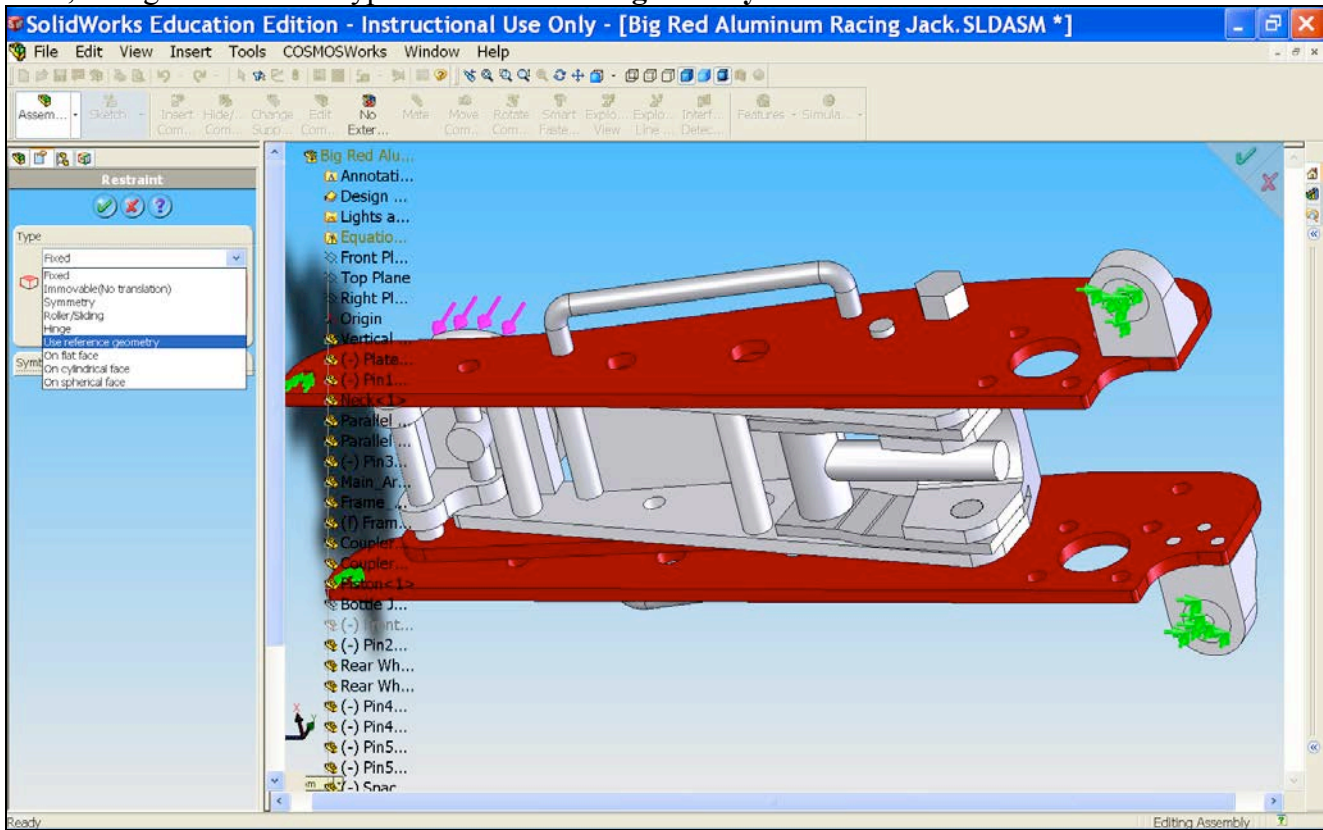 SolidWorks Education Edition - Instructional Use Only - [Big Red Aluminum Racing Jack.SLDASM *]
File Edit View Insert Tools COSMOSWorks Window Help
Assem... Sketch Insert Hide/... Change Edit No Mate Move Rotate Smart Explo... Explo... Interf... Features Simula...
Com... Com... Supp... Com... Exter... Com... Com... Faste... View Line ... Detec...
Restraint
Type
Fixed
Fixed
Immovable(No translation)
Symmetry
Roller/Sliding
Hinge
Use reference geometry
On flat face
On cylindrical face
On spherical face
Symb
Big Red Alu...
Annotati...
Design ...
Lights a...
Equatio...
Front Pl...
Top Plane
Right Pl...
Origin
Vertical ...
(-) Plate...
(-) Pin1...
Neck<1>
Parallel ...
Parallel ...
(-) Pin3...
Main_Ar...
Frame_...
(f) Fram...
Coupler...
Coupler...
Piston<1>
Bottle J...
(-) Front...
(-) Pin2...
Rear Wh...
Rear Wh...
(-) Pin4...
(-) Pin4...
(-) Pin5...
(-) Pin5...
(-) Spac
X
Y
Ready
Editing Assembly